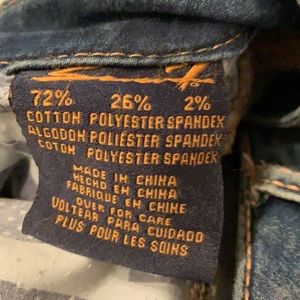 72% 26% 2%
COTTON POLYESTER SPANDEX
ALGODON POLIÉSTER SPANDEX
COTON POLYESTER SPANDEX
MADE IN CHINA
HECHO EN CHINA
FABRIQUE EN CHINE
OVER FOR CARE
VOLTEAR PARA CUIDADO
PLUS POUR LES SOINS